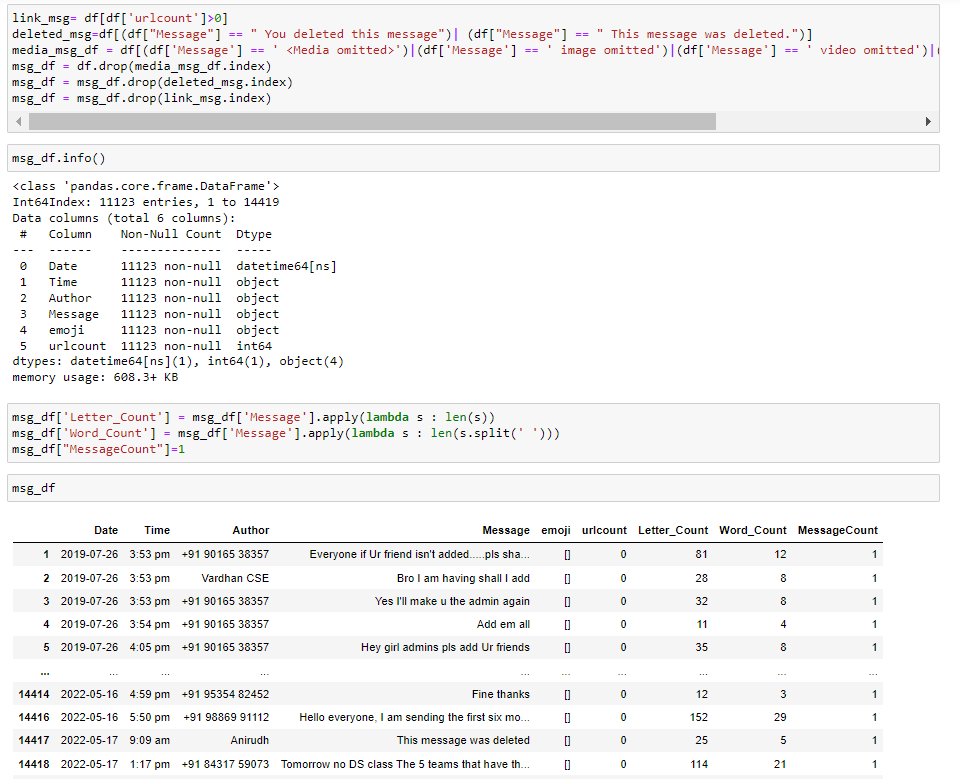 link_msg= df[df['urlcount']>0]
deleted_msg=df[(df["Message"] == " You deleted this message")| (df["Message"] == " This message was deleted.")]
media_msg_df = df[(df['Message'] == ' <Media omitted>')|(df['Message'] == ' image omitted')|(df['Message'] == ' video omitted')|
msg_df = df.drop(media_msg_df.index)
msg_df = msg_df.drop(deleted_msg.index)
msg_df = msg_df.drop(link_msg.index)
msg_df.info()
<class 'pandas.core.frame.DataFrame'>
Int64Index: 11123 entries, 1 to 14419
Data columns (total 6 columns):
 #   Column    Non-Null Count  Dtype
---  ------    --------------  -----
 0   Date      11123 non-null  datetime64[ns]
 1   Time      11123 non-null  object
 2   Author    11123 non-null  object
 3   Message   11123 non-null  object
 4   emoji     11123 non-null  object
 5   urlcount  11123 non-null  int64
dtypes: datetime64[ns](1), int64(1), object(4)
memory usage: 608.3+ KB
msg_df['Letter_Count'] = msg_df['Message'].apply(lambda s : len(s))
msg_df['Word_Count'] = msg_df['Message'].apply(lambda s : len(s.split(' ')))
msg_df["MessageCount"]=1
msg_df
Date Time Author Message emoji urlcount Letter_Count Word_Count MessageCount
1 2019-07-26 3:53 pm +91 90165 38357 Everyone if Ur friend isn't added.....pls sha... [] 0 81 12 1
2 2019-07-26 3:53 pm Vardhan CSE Bro I am having shall I add [] 0 28 8 1
3 2019-07-26 3:53 pm +91 90165 38357 Yes I'll make u the admin again [] 0 32 8 1
4 2019-07-26 3:54 pm +91 90165 38357 Add em all [] 0 11 4 1
5 2019-07-26 4:05 pm +91 90165 38357 Hey girl admins pls add Ur friends [] 0 35 8 1
... ... ... ... ... ... ... ... ... ...
14414 2022-05-16 4:59 pm +91 95354 82452 Fine thanks [] 0 12 3 1
14416 2022-05-16 5:50 pm +91 98869 91112 Hello everyone, I am sending the first six mo... [] 0 152 29 1
14417 2022-05-17 9:09 am Anirudh This message was deleted [] 0 25 5 1
14418 2022-05-17 1:17 pm +91 84317 59073 Tomorrow no DS class The 5 teams that have th... [] 0 114 21 1